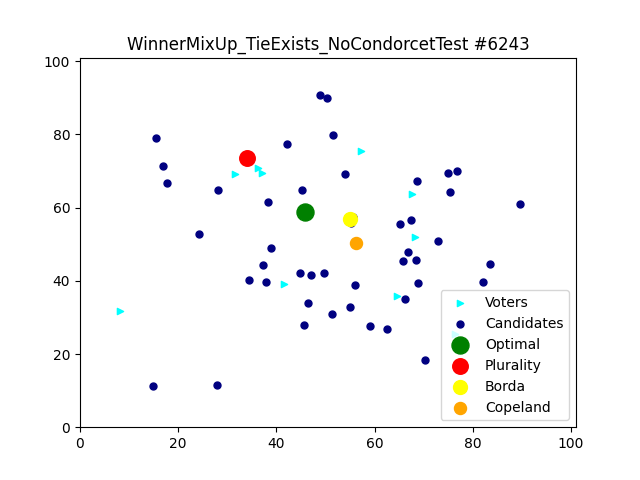 WinnerMixUp_TieExists_NoCondorcetTest #6243
100
80
60
40
20
0
0 20 40 60 80 100
Voters
Candidates
Optimal
Plurality
Borda
Copeland